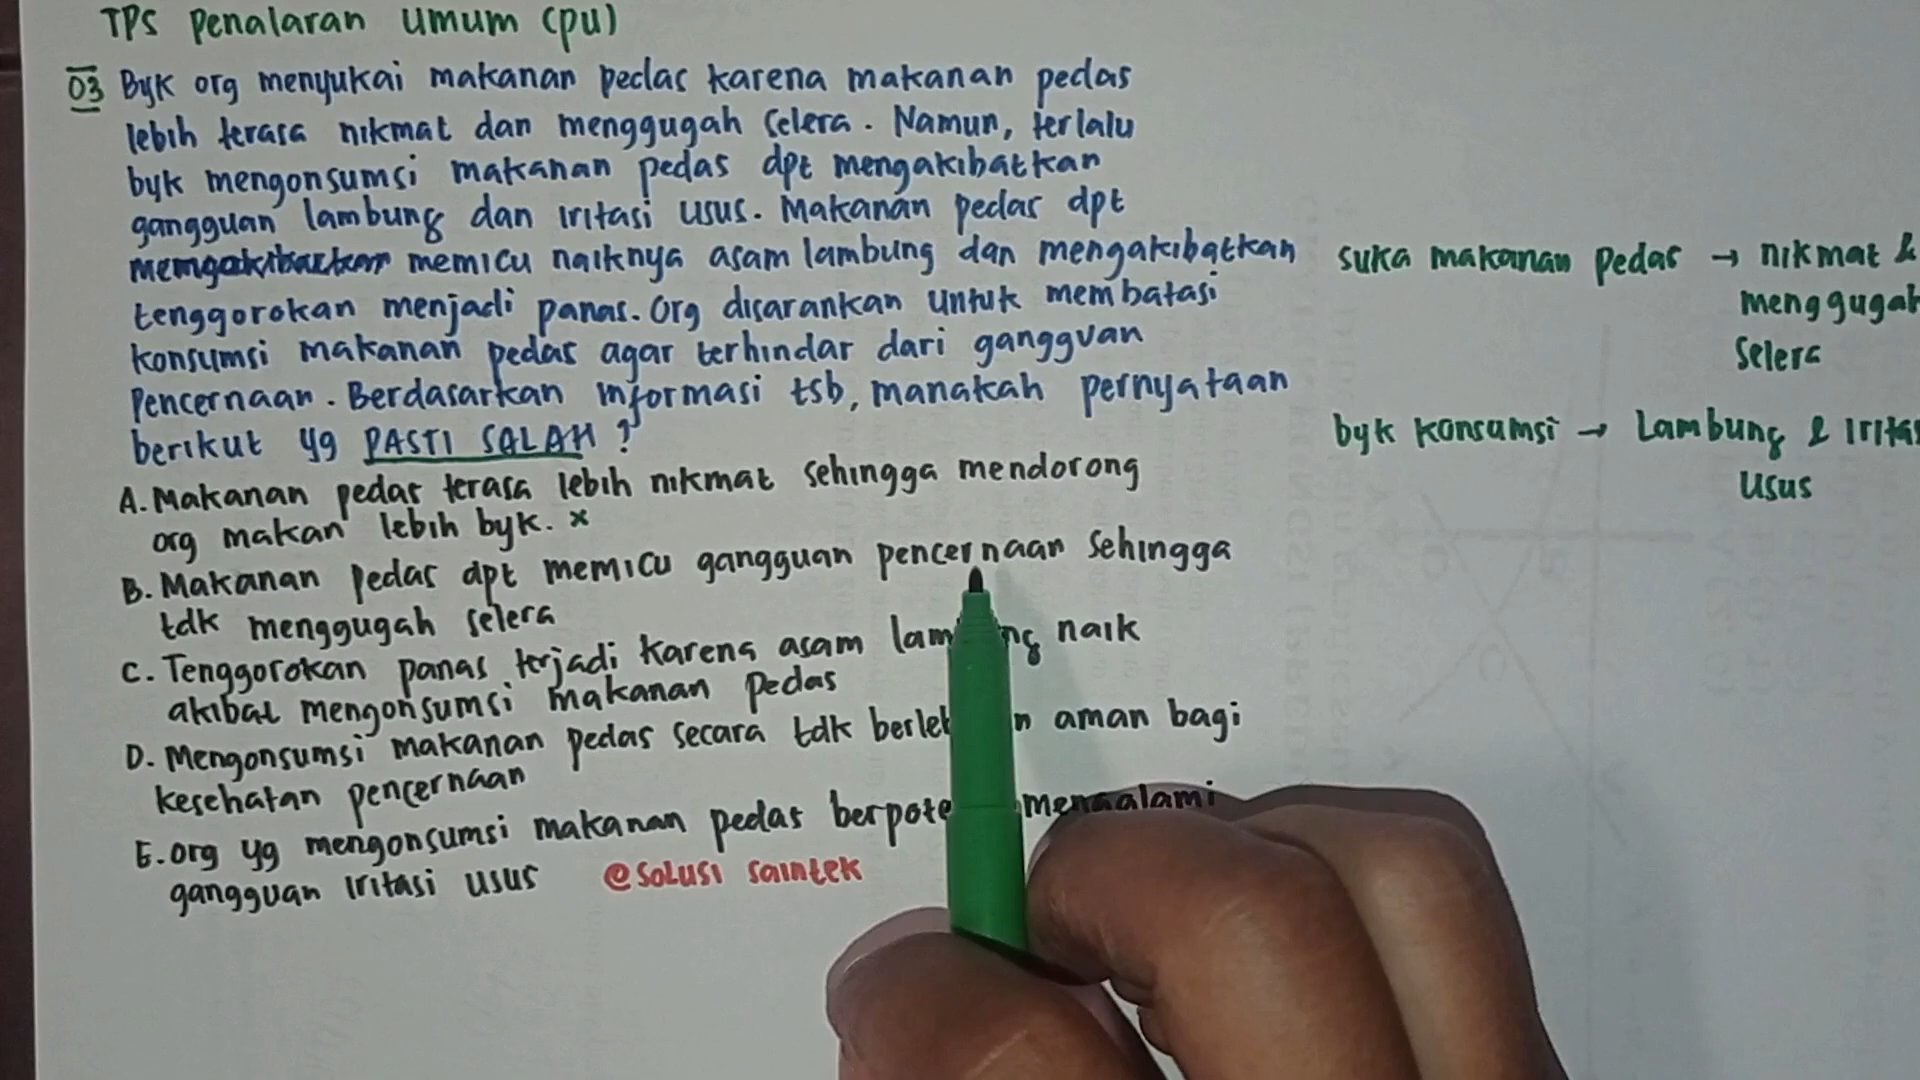 TPS Penalaran Umum (PU)
03 Byk org menyukai makanan pedas karena makanan pedas
lebih terasa nikmat dan menggugah selera. Namun, terlalu
byk mengonsumsi makanan pedas dpt mengakibatkan
gangguan lambung dan iritasi usus. Makanan pedas dpt
memicu naiknya asam lambung dan mengakibatkan
tenggorokan menjadi panas. Org disarankan untuk membatasi
konsumsi makanan pedas agar terhindar dari gangguan
pencernaan. Berdasarkan informasi tsb, manakah pernyataan
berikut yg PASTI SALAH ?
A. Makanan pedas terasa lebih nikmat sehingga mendorong
org makan lebih byk. x
B. Makanan pedas dpt memicu gangguan pencernaan sehingga
tdk menggugah selera
C. Tenggorokan panas terjadi karena asam naik
akibat mengonsumsi makanan pedas
D. Mengonsumsi makanan pedas secara tdk aman bagi
kesehatan pencernaan
E. org yg mengonsumsi makanan pedas mengalami
gangguan iritasi usus @solusi saintek
suka makanan pedas → nikmat &
menggugah
Selera
byk konsumsi → Lambung &
Usus